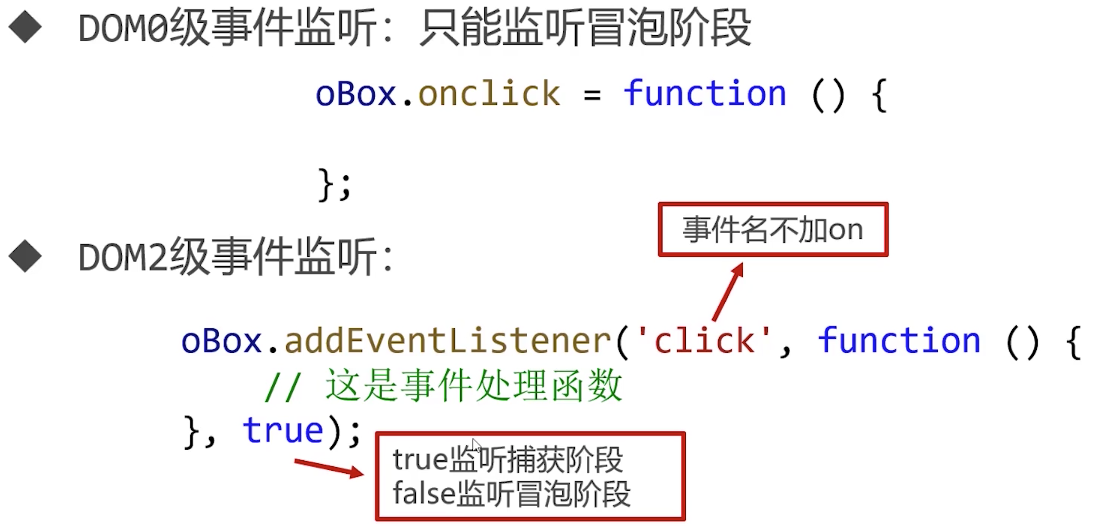 DOM0级事件监听：只能监听冒泡阶段
oBox.onclick = function () {
};
事件名不加on
DOM2级事件监听：
oBox.addEventListener('click', function () {
// 这是事件处理函数
}, true);
true监听捕获阶段
false监听冒泡阶段